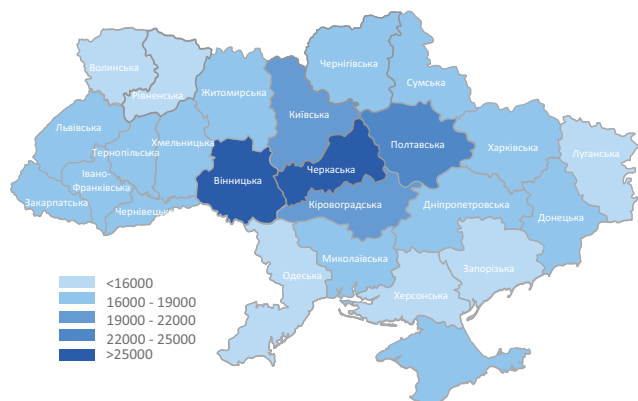 Волинська
Рівненська
Житомирська
Чернігівська
Сумська
Київська
Львівська
Тернопільська
Хмельницька
Івано-
Франківська
Закарпатська
Чернівецька
Вінницька
Черкаська
Полтавська
Харківська
Луганська
Кіровоградська
Дніпропетровська
Донецька
Миколаївська
Одеська
Запорізька
Херсонська
<16000
16000 - 19000
19000 - 22000
22000 - 25000
>25000